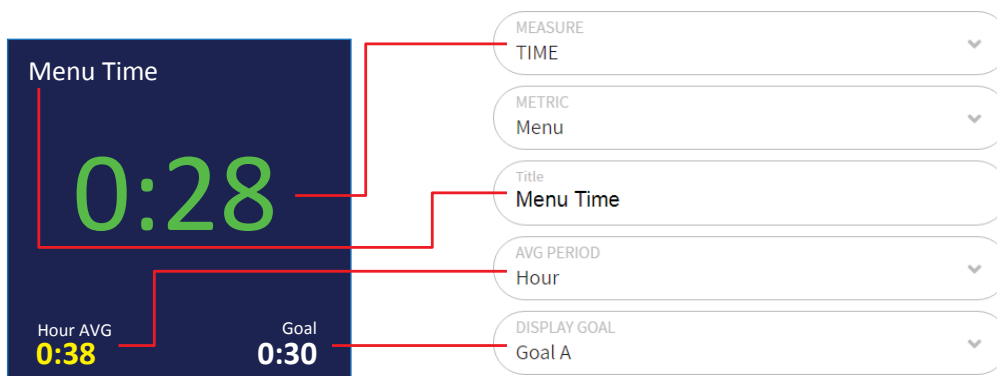 Menu Time
0:28
Hour AVG
0:38
Goal
0:30
MEASURE
TIME
METRIC
Menu
Title
Menu Time
AVG PERIOD
Hour
DISPLAY GOAL
Goal A